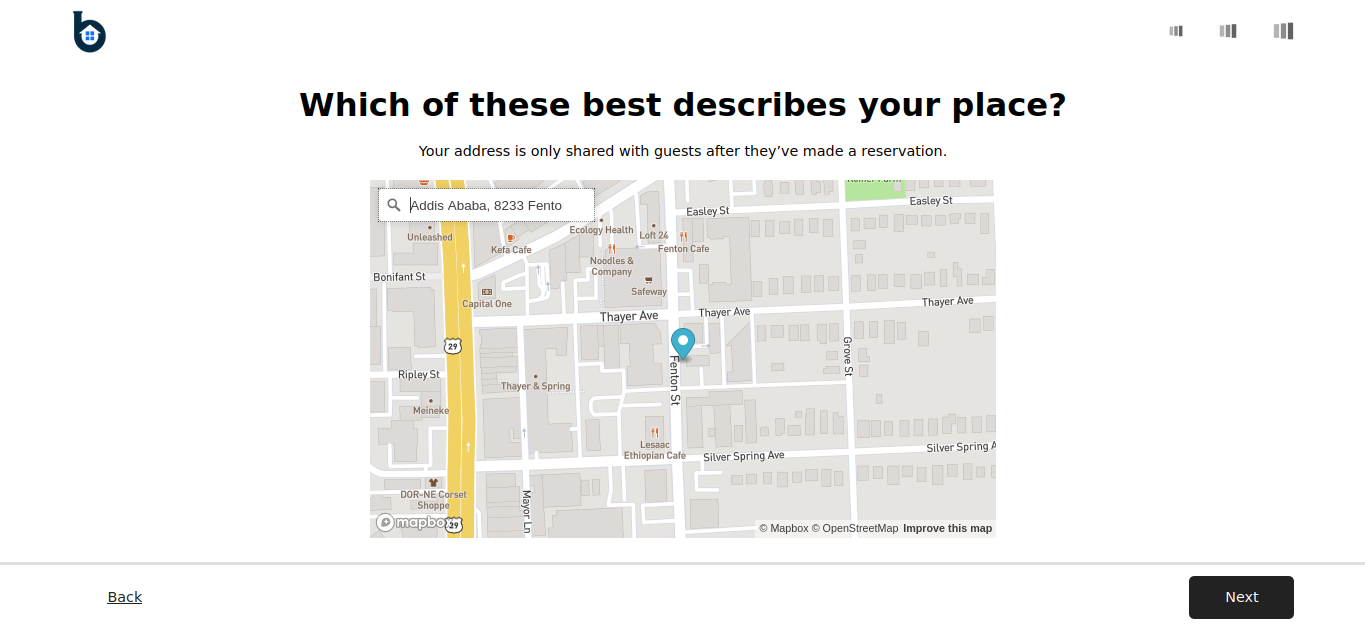 Which of these best describes your place?
Your address is only shared with guests after they’ve made a reservation.
Addis Ababa, 8233 Fento
Easley St
Easley St
Unleashed
Kefa Cafe
Ecology Health
Loft 24
Fenton Cafe
Noodles &
Company
Bonifant St
Safeway
Capital One
Thayer Ave
Thayer Ave
Thayer Ave
29
Grove St
Fenton St
Ripley St
Thayer & Spring
Meineke
Lesaac
Ethiopian Cafe
Silver Spring Ave
Silver Spring A
DOR-NE Corset
Shoppe
Mayor Ln
mapbo
29
© Mapbox © OpenStreetMap Improve this map
Back
Next